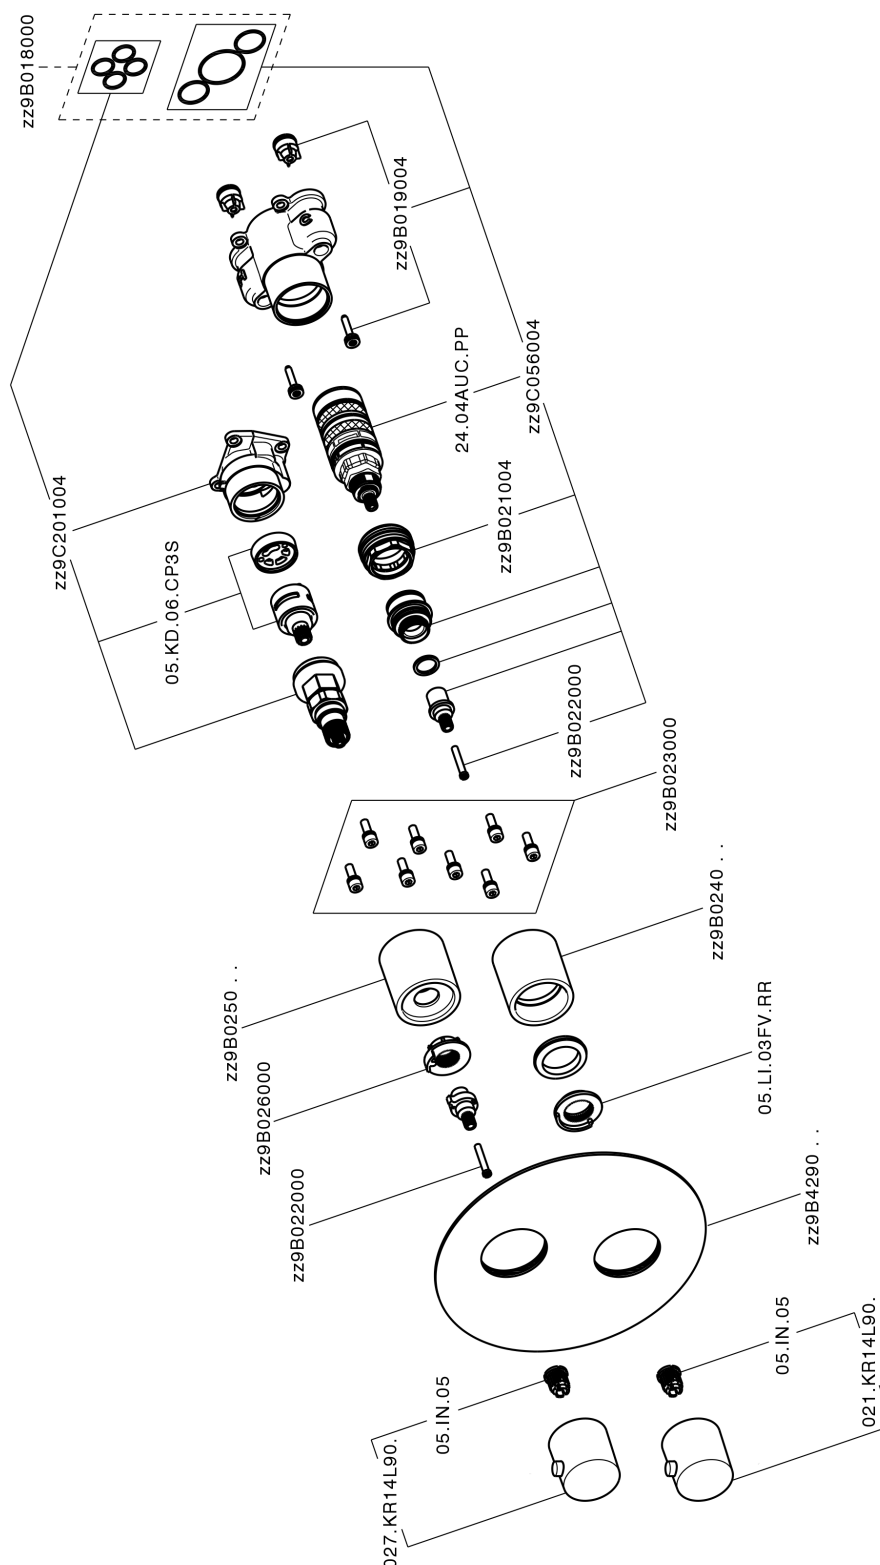 zz9B018000
zz9B019004
24.04AUC.PP
zz9C056004
zz9C201004
05.KD.06.CP3S
zz9B021004
zz9B022000
zz9B023000
zz9B0240 . .
zz9B0250 . .
zz9B026000
05.LI.03FV.RR
zz9B022000
zz9B4290 . .
05.IN.05
05.IN.05
021.KR14L90.
027.KR14L90.